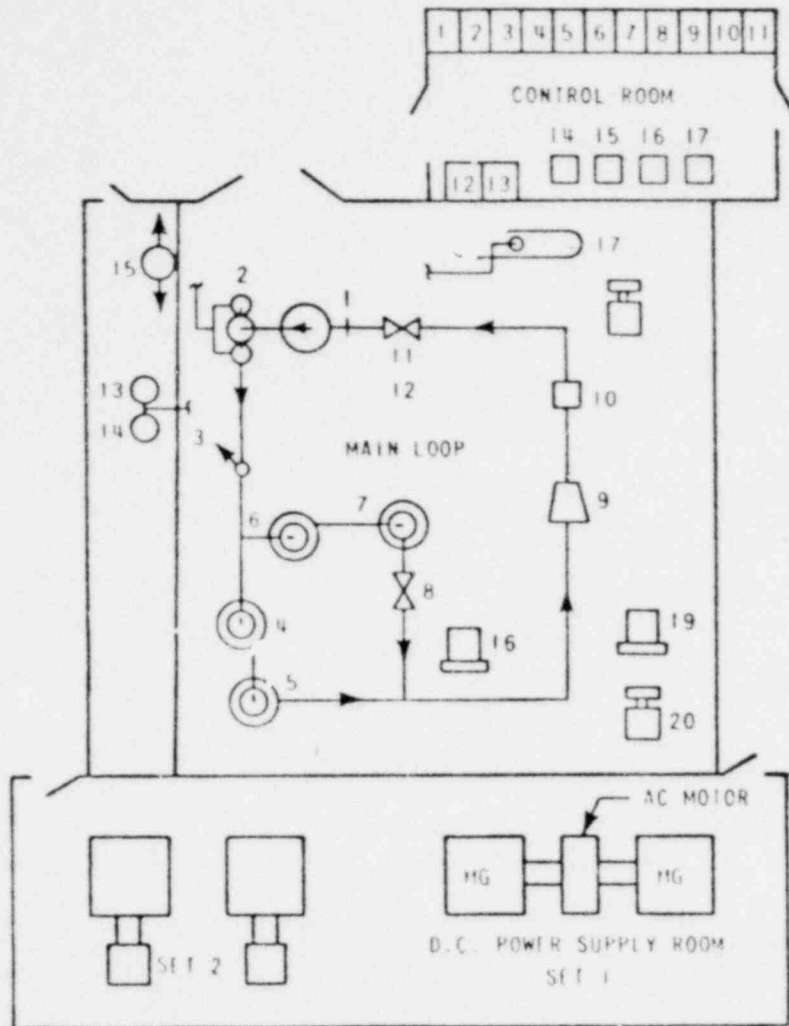 1 2 3 4 5 6 7 8 9 10 11
CONTROL ROOM
14 15 16 17
12 13
17
15
2
1
11
12
10
13
14
3
MAIN LOOP
9
7
6
8
4
16
19
5
20
AC MOTOR
MG MG
SET 2
D.C. POWER SUPPLY ROOM
SET 1